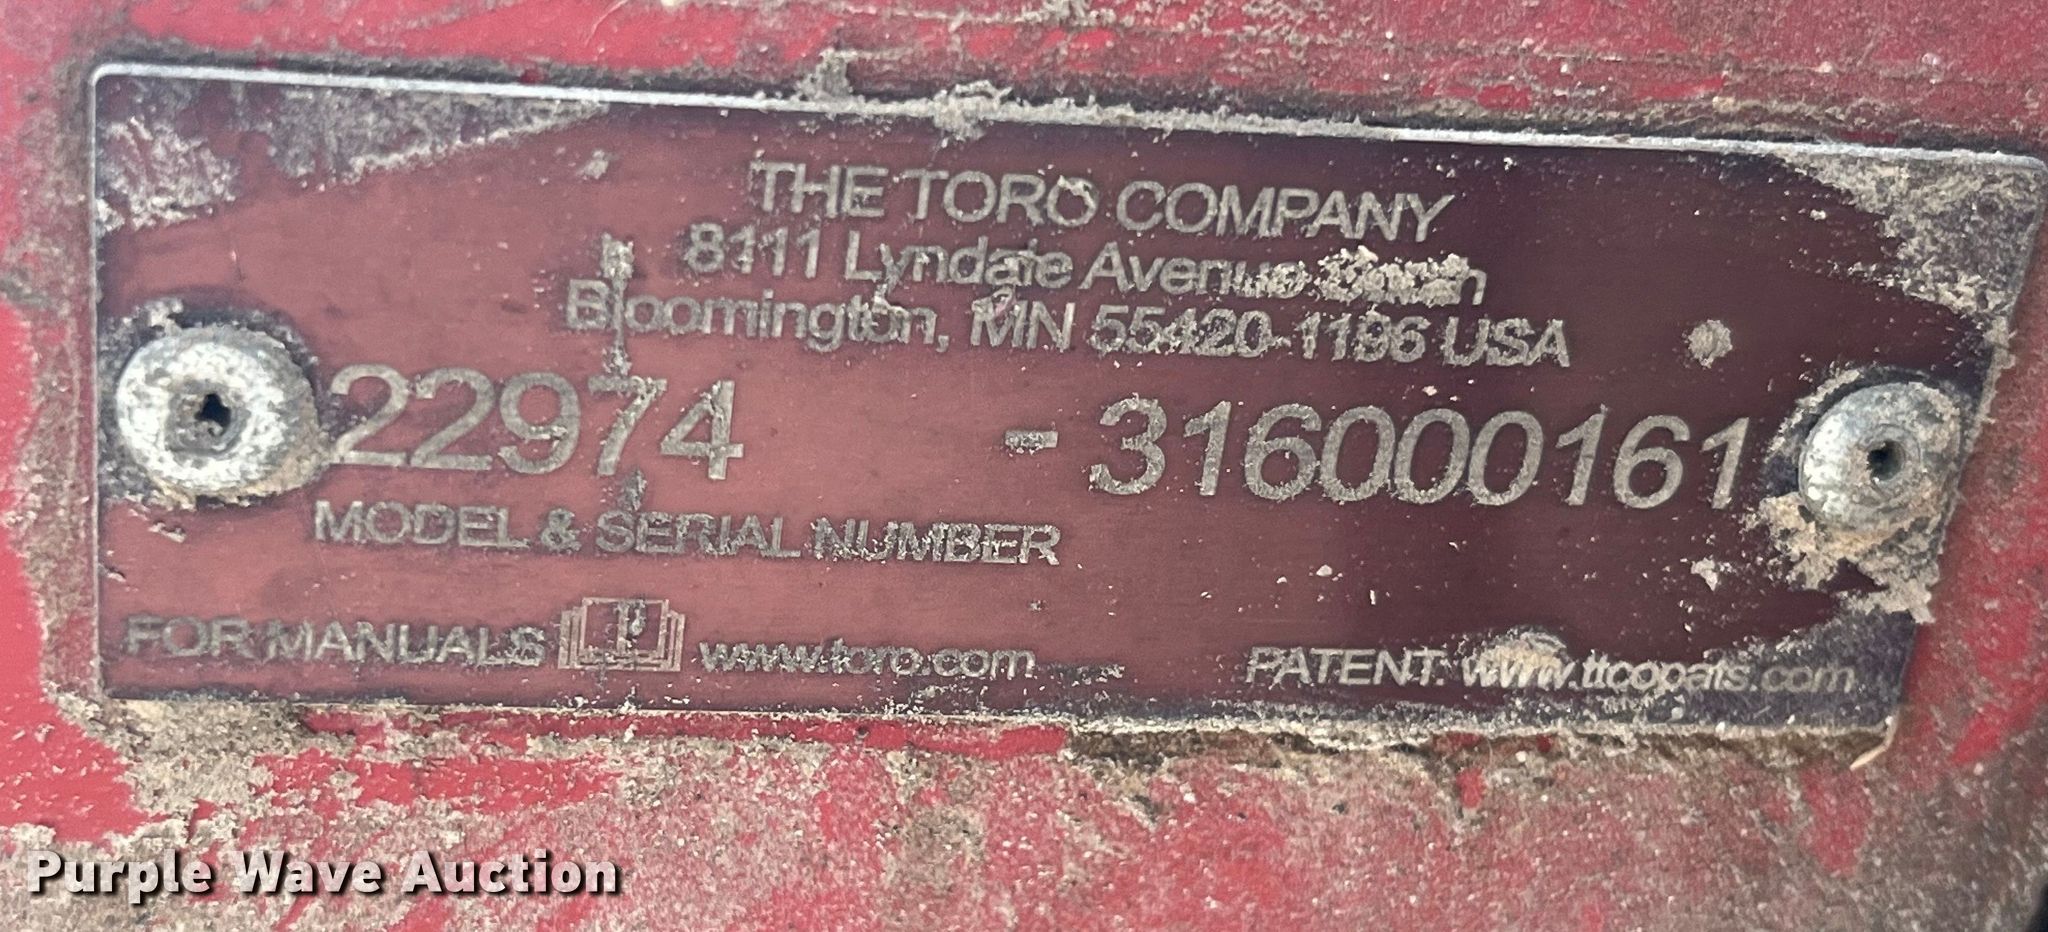 THE TORO COMPANY
8111 Lyndale Avenue South
Bloomington, MN 55420-1196 USA
22974 - 316000161
MODEL & SERIAL NUMBER
FOR MANUALS www.toro.com
PATENT: www.ttcopats.com
Purple Wave Auction